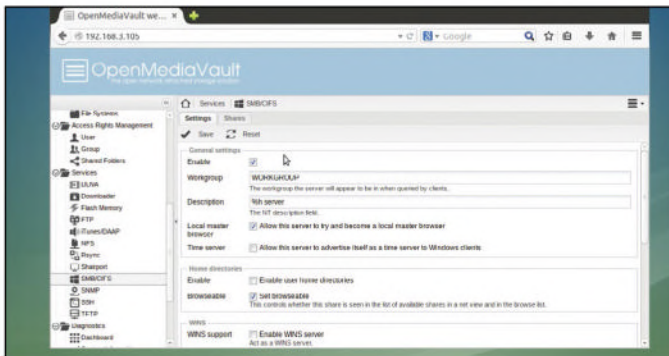 OpenMediaVault we...
192.168.3.105
Google
OpenMediaVault
The open network attached storage solution
File Systems
Access Rights Management
User
Group
Shared Folders
Services
DLNA
Downloader
Flash Memory
FTP
iTunes/DAAP
NFS
Rsync
Shairport
SMB/CIFS
SNMP
SSH
TFTP
Diagnostics
Dashboard
Services
SMB/CIFS
Settings
Shares
Save
Reset
General settings
Enable
Workgroup
WORKGROUP
The workgroup the server will appear to be in when queried by clients.
Description
%h server
The NT description field.
Local master browser
Allow this server to try and become a local master browser
Time server
Allow this server to advertise itself as a time server to Windows clients
Home directories
Enable
Enable user home directories
Browseable
Set browseable
This controls whether this share is seen in the list of available shares in a net view and in the browse list.
WINS
WINS support
Enable WINS server
Act as a WINS server.